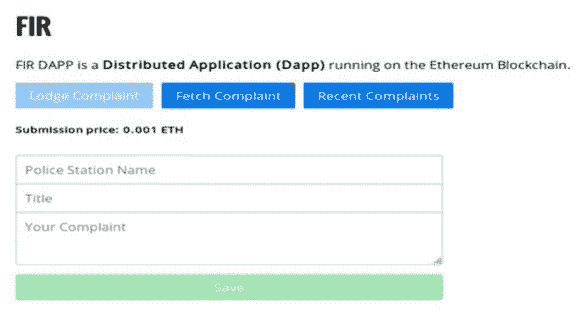 FIR
FIR DAPP is a Distributed Application (Dapp) running on the Ethereum Blockchain.
Lodge Complaint Fetch Complaint Recent Complaints
Submission price: 0.001 ETH
Police Station Name
Title
Your Complaint
Save